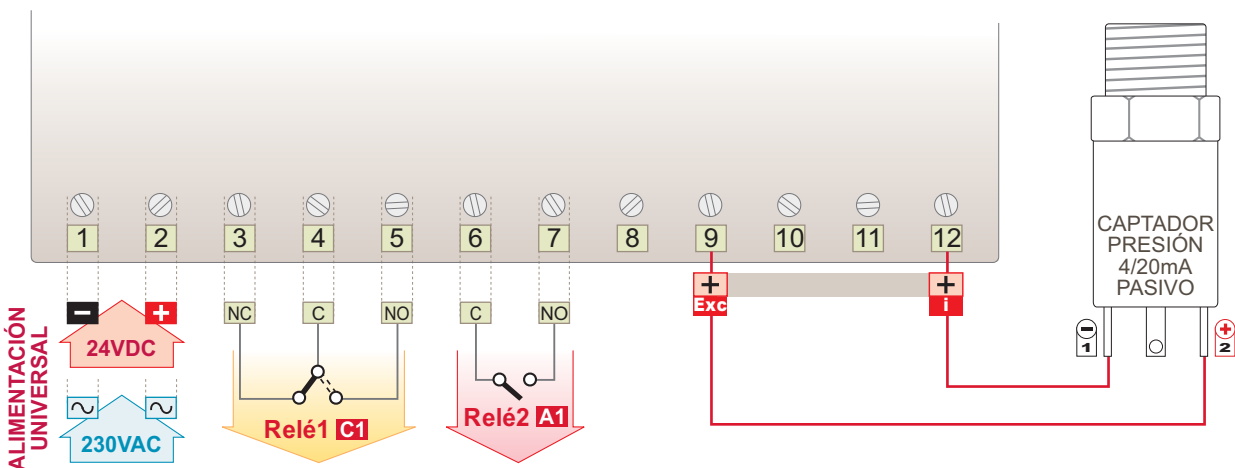 1 2 3 4 5 6 7 8 9 10 11 12
CAPTADOR
PRESIÓN
4/20mA
PASIVO
+ Exc
+ i
- 1
+ 2
ALIMENTACIÓN
UNIVERSAL
- +
24VDC
~ ~
230VAC
NC C NO
Relé1 C1
C NO
Relé2 A1